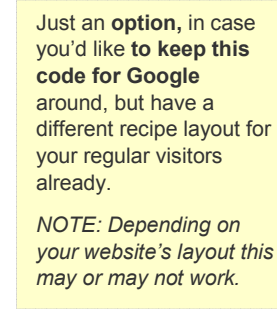 Just an option, in case
you’d like to keep this
code for Google
around, but have a
different recipe layout for
your regular visitors
already.
NOTE: Depending on
your website’s layout this
may or may not work.